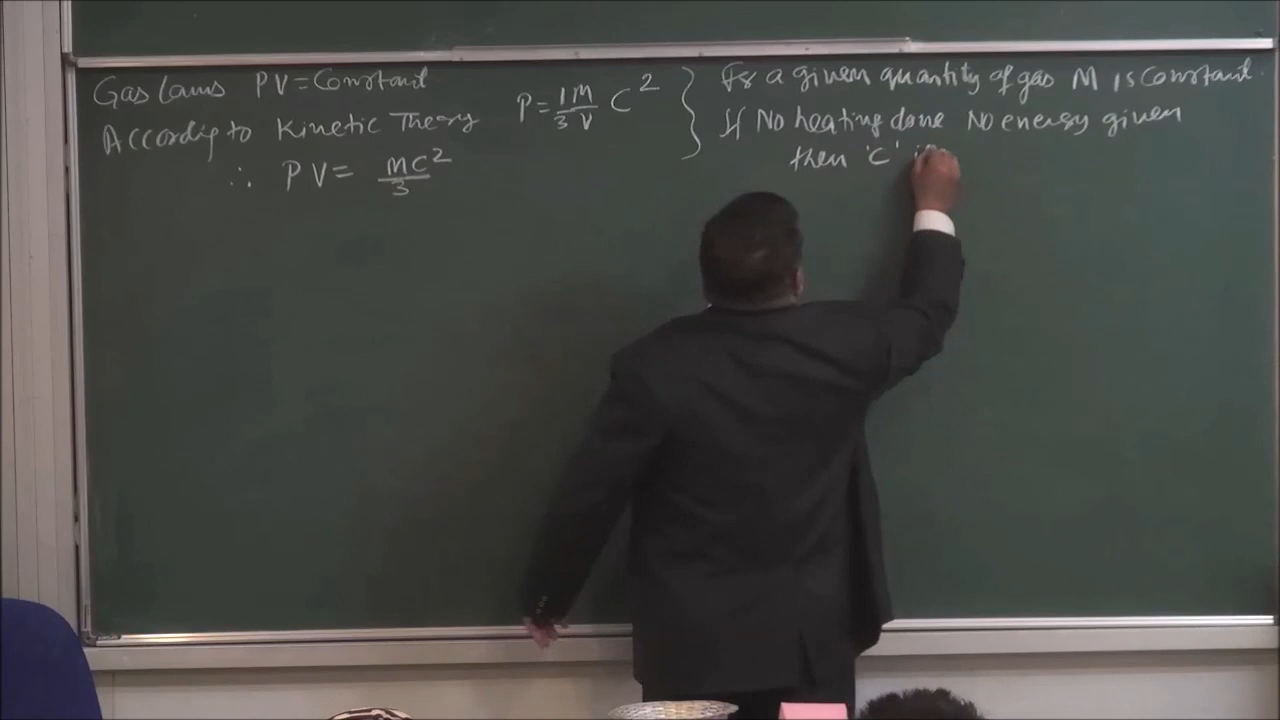 Gas Laws PV = Constant
According to Kinetic Theory
∴ PV = MC²/3
P = 1/3 M/V C²
For a given quantity of gas M is constant.
If No heating done No energy given
then 'C'